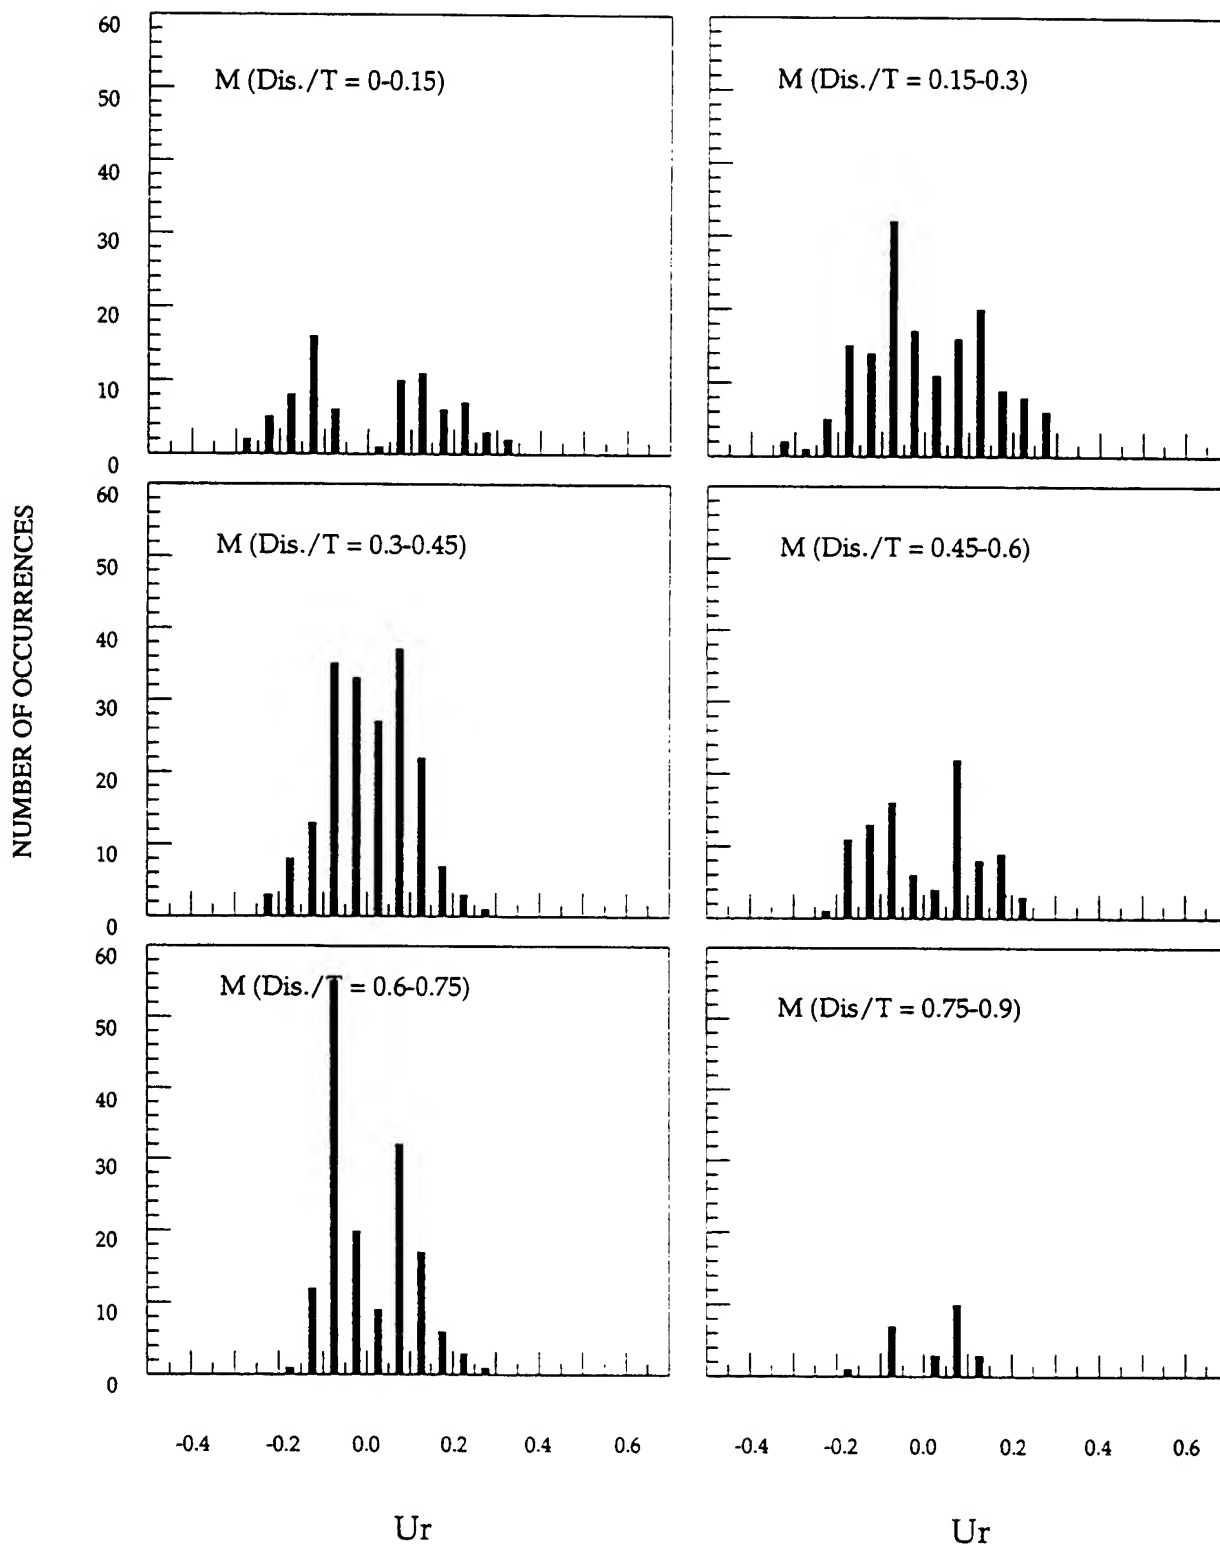 60
50
40
30
20
10
0
M (Dis./T = 0-0.15)
M (Dis./T = 0.15-0.3)
NUMBER OF OCCURRENCES
60
50
40
30
20
10
0
M (Dis./T = 0.3-0.45)
M (Dis./T = 0.45-0.6)
60
50
40
30
20
10
0
M (Dis./T = 0.6-0.75)
M (Dis/T = 0.75-0.9)
-0.4 -0.2 0.0 0.2 0.4 0.6
-0.4 -0.2 0.0 0.2 0.4 0.6
Ur
Ur